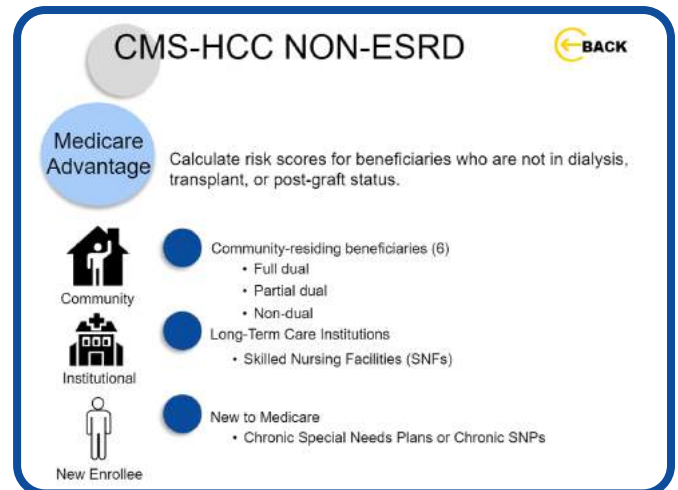 CMS-HCC NON-ESRD
BACK
Medicare
Advantage
Calculate risk scores for beneficiaries who are not in dialysis,
transplant, or post-graft status.
Community
Community-residing beneficiaries (6)
• Full dual
• Partial dual
• Non-dual
Institutional
Long-Term Care Institutions
• Skilled Nursing Facilities (SNFs)
New Enrollee
New to Medicare
• Chronic Special Needs Plans or Chronic SNPs